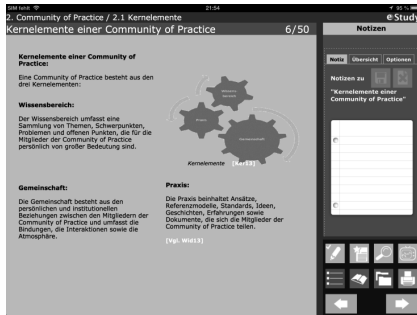 SIM fehlt
21:54
95 %
2. Community of Practice / 2.1 Kernelemente
eStudy
Kernelemente einer Community of Practice
6/50
Kernelemente einer Community of
Practice:
Eine Community of Practice besteht aus den
drei Kernelementen:
Wissensbereich:
Der Wissensbereich umfasst eine
Sammlung von Themen, Schwerpunkten,
Problemen und offenen Punkten, die für die
Mitglieder der Community of Practice
persönlich von großer Bedeutung sind.
Wissens-
bereich
Praxis
Gemeinschaft
Kernelemente [Kar13]
Gemeinschaft:
Die Gemeinschaft besteht aus den
persönlichen und institutionellen
Beziehungen zwischen den Mitgliedern der
Community of Practice und umfasst die
Bindungen, die Interaktionen sowie die
Atmosphäre.
Praxis:
Die Praxis beinhaltet Ansätze,
Referenzmodelle, Standards, Ideen,
Geschichten, Erfahrungen sowie
Dokumente, die sich die Mitglieder der
Community of Practice teilen.
[Vgl. Wid13]
Notizen
Notiz
Übersicht
Optionen
Notizen zu
"Kernelemente einer
Community of Practice"